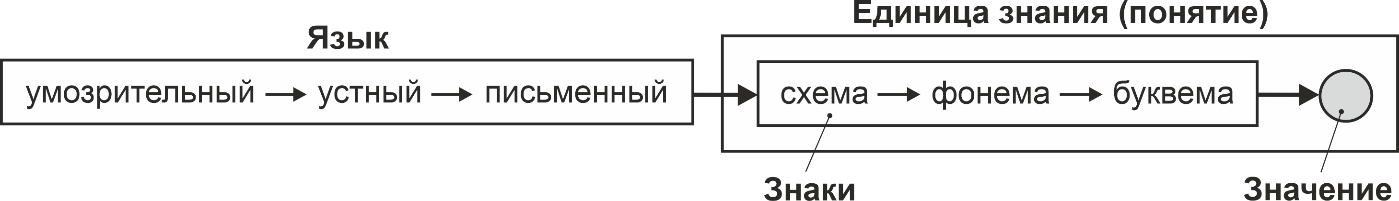 Язык
Единица знания (понятие)
умозрительный устный письменный
схема фонема буквема
Знаки
Значение